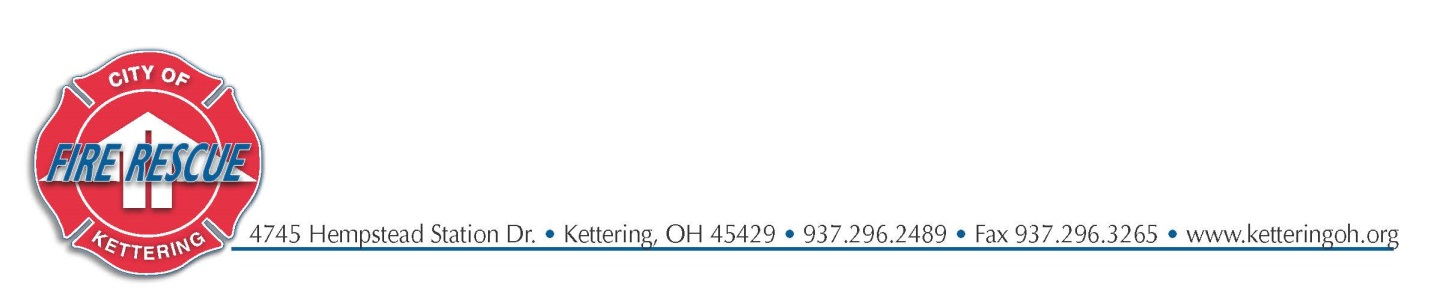 CITY OF
FIRE RESCUE
KETTERING
4745 Hempstead Station Dr. • Kettering, OH 45429 • 937.296.2489 • Fax 937.296.3265 • www.ketteringoh.org